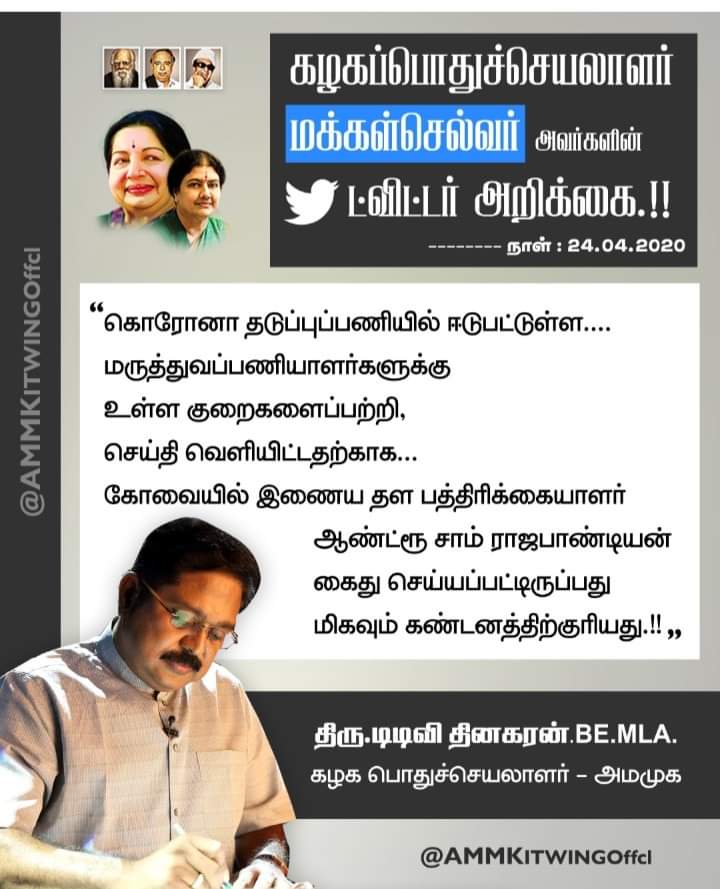 கழகப்பொதுச்செயலாளர்
மக்கள்செல்வர் அவர்களின்
ட்விட்டர் அறிக்கை.!!
-------- நாள் : 24.04.2020
@AMMKITWINGOffcl
“கொரோனா தடுப்புப்பணியில் ஈடுபட்டுள்ள....
மருத்துவப்பணியாளர்களுக்கு
உள்ள குறைகளைப்பற்றி,
செய்தி வெளியிட்டதற்காக...
கோவையில் இணைய தள பத்திரிக்கையாளர்
ஆண்ட்ரூ சாம் ராஜபாண்டியன்
கைது செய்யப்பட்டிருப்பது
மிகவும் கண்டனத்திற்குரியது.!!„
திரு.டிடிவி தினகரன்.BE.MLA.
கழக பொதுச்செயலாளர் – அமமுக
@AMMKITWINGOffcl